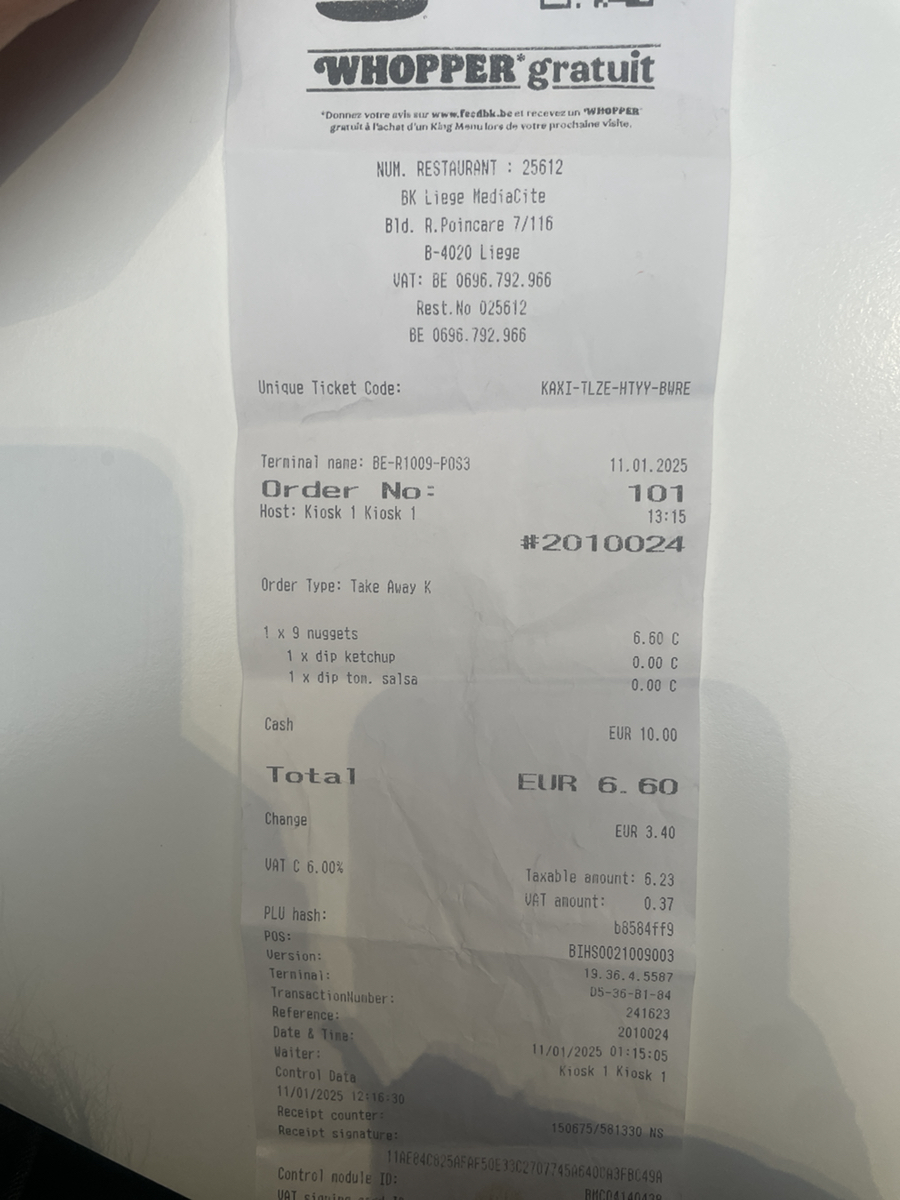 WHOPPER*gratuit
*Donnez votre avis sur www.feedbk.be et recevez un "WHOPPER"
gratuit à l'achat d'un King Menu lors de votre prochaine visite.
NUM. RESTAURANT : 25612
BK Liege MediaCite
Bld. R.Poincare 7/116
B-4020 Liege
VAT: BE 0696.792.966
Rest.No 025612
BE 0696.792.966
Unique Ticket Code: KAXI-TLZE-HTYY-BWRE
Terminal name: BE-R1009-POS3 11.01.2025
Order No: 101
Host: Kiosk 1 Kiosk 1 13:15
#2010024
Order Type: Take Away K
1 x 9 nuggets 6.60 C
1 x dip ketchup 0.00 C
1 x dip tom. salsa 0.00 C
Cash EUR 10.00
Total EUR 6.60
Change EUR 3.40
VAT C 6.00% Taxable amount: 6.23
VAT amount: 0.37
PLU hash: b8584ff9
POS: BIHS0021009003
Version: 19.36.4.5587
Terminal: D5-36-B1-84
TransactionNumber: 241623
Reference: 2010024
Date & Time: 11/01/2025 01:15:05
Waiter: Kiosk 1 Kiosk 1
Control Data
11/01/2025 12:16:30
Receipt counter: 150675/581330 NS
Receipt signature:
Control module ID: